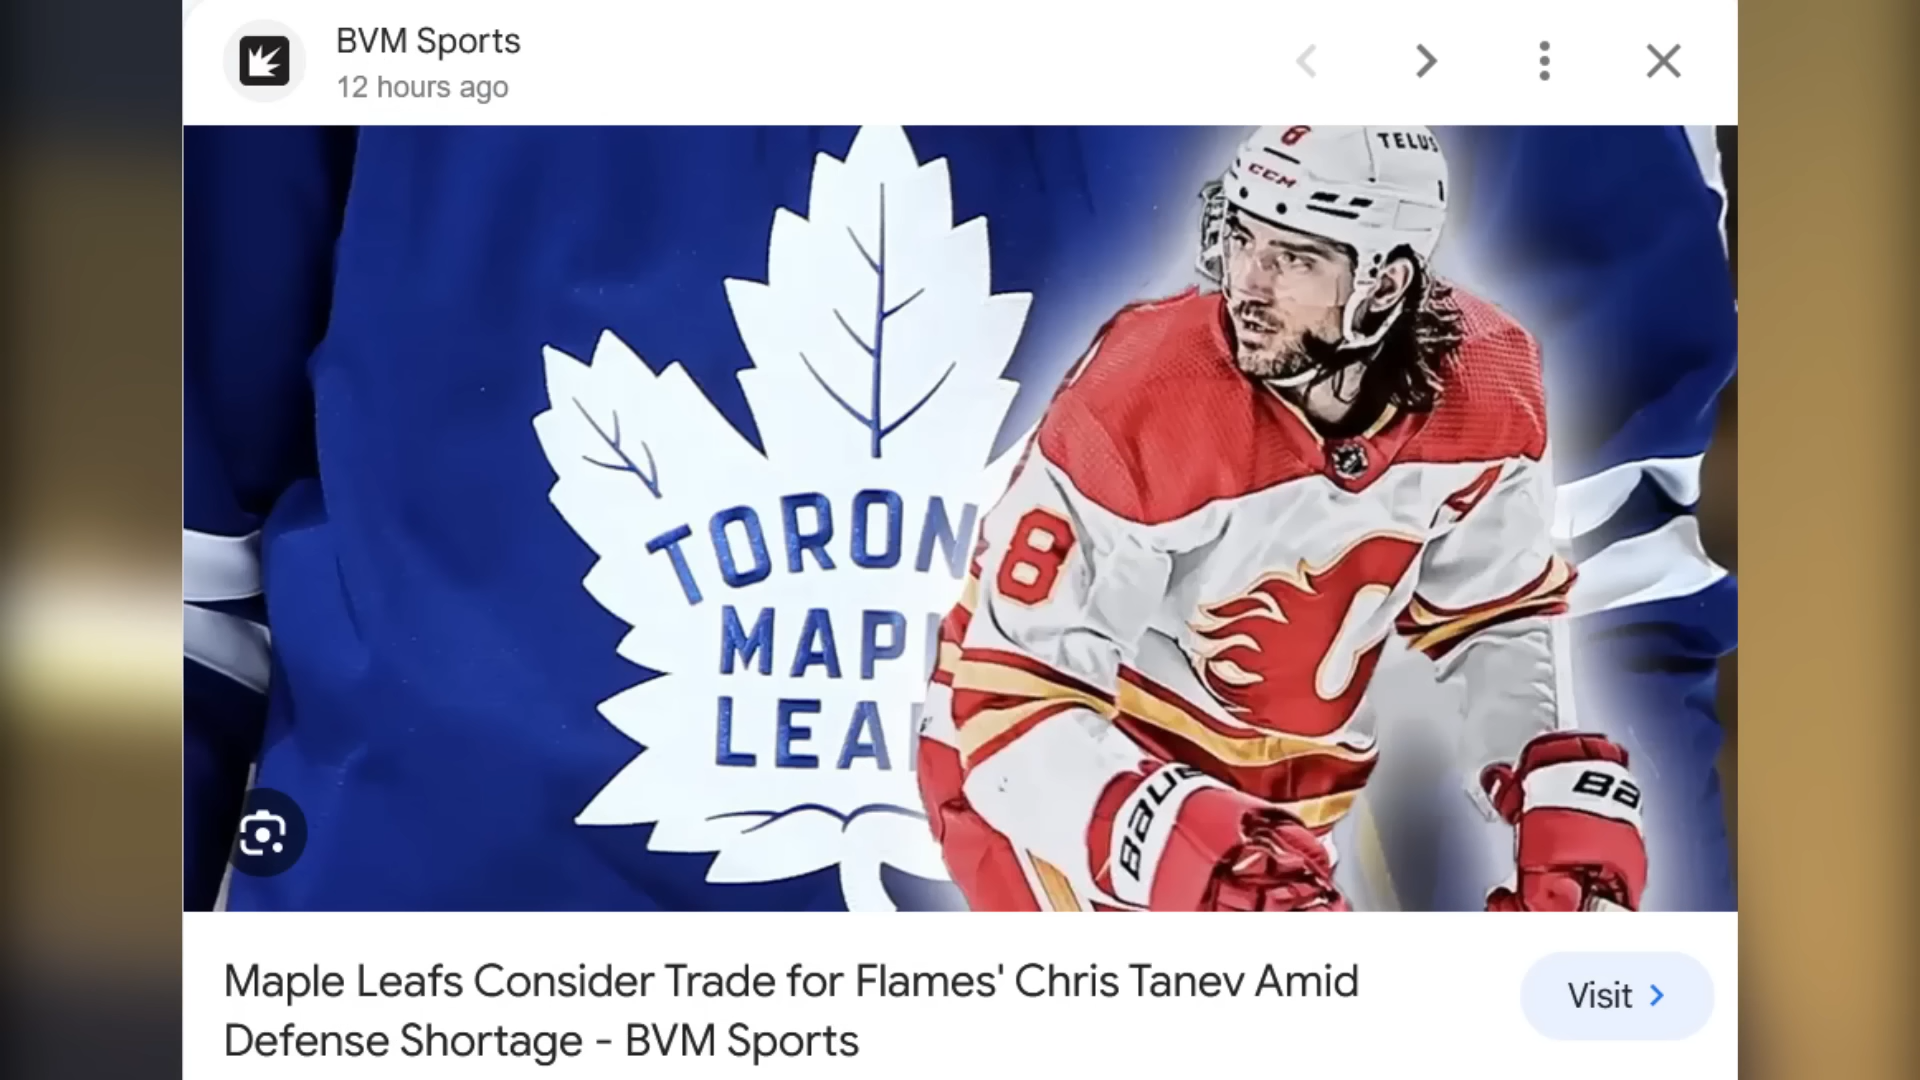 BVM Sports
12 hours ago
8
TELUS
CCM
TORON
MAP
LEA
A
8
C
BAUE
BA
Maple Leafs Consider Trade for Flames' Chris Tanev Amid
Defense Shortage - BVM Sports
Visit